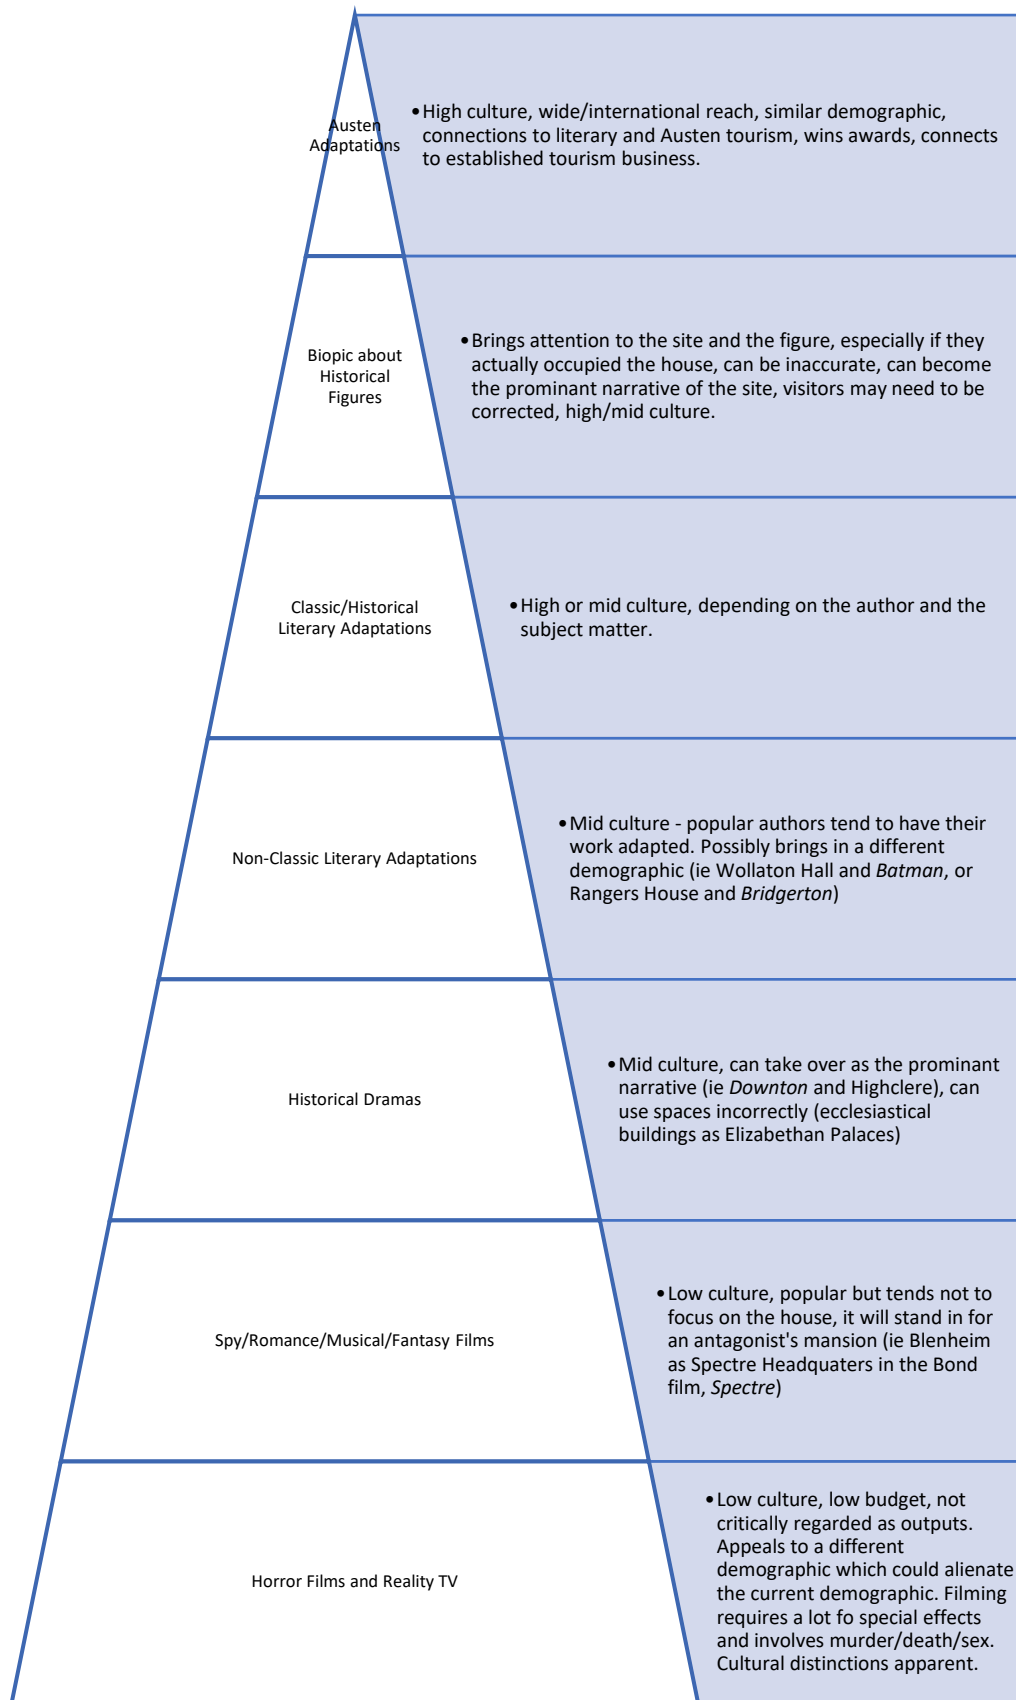 Austen
Adaptations
•High culture, wide/international reach, similar demographic,
connections to literary and Austen tourism, wins awards, connects
to established tourism business.
Biopic about
Historical
Figures
•Brings attention to the site and the figure, especially if they
actually occupied the house, can be inaccurate, can become
the prominant narrative of the site, visitors may need to be
corrected, high/mid culture.
Classic/Historical
Literary Adaptations
•High or mid culture, depending on the author and the
subject matter.
Non-Classic Literary Adaptations
•Mid culture - popular authors tend to have their
work adapted. Possibly brings in a different
demographic (ie Wollaton Hall and Batman, or
Rangers House and Bridgerton)
Historical Dramas
•Mid culture, can take over as the prominant
narrative (ie Downton and Highclere), can
use spaces incorrectly (ecclesiastical
buildings as Elizabethan Palaces)
Spy/Romance/Musical/Fantasy Films
•Low culture, popular but tends not to
focus on the house, it will stand in for
an antagonist's mansion (ie Blenheim
as Spectre Headquaters in the Bond
film, Spectre)
Horror Films and Reality TV
•Low culture, low budget, not
critically regarded as outputs.
Appeals to a different
demographic which could alienate
the current demographic. Filming
requires a lot fo special effects
and involves murder/death/sex.
Cultural distinctions apparent.